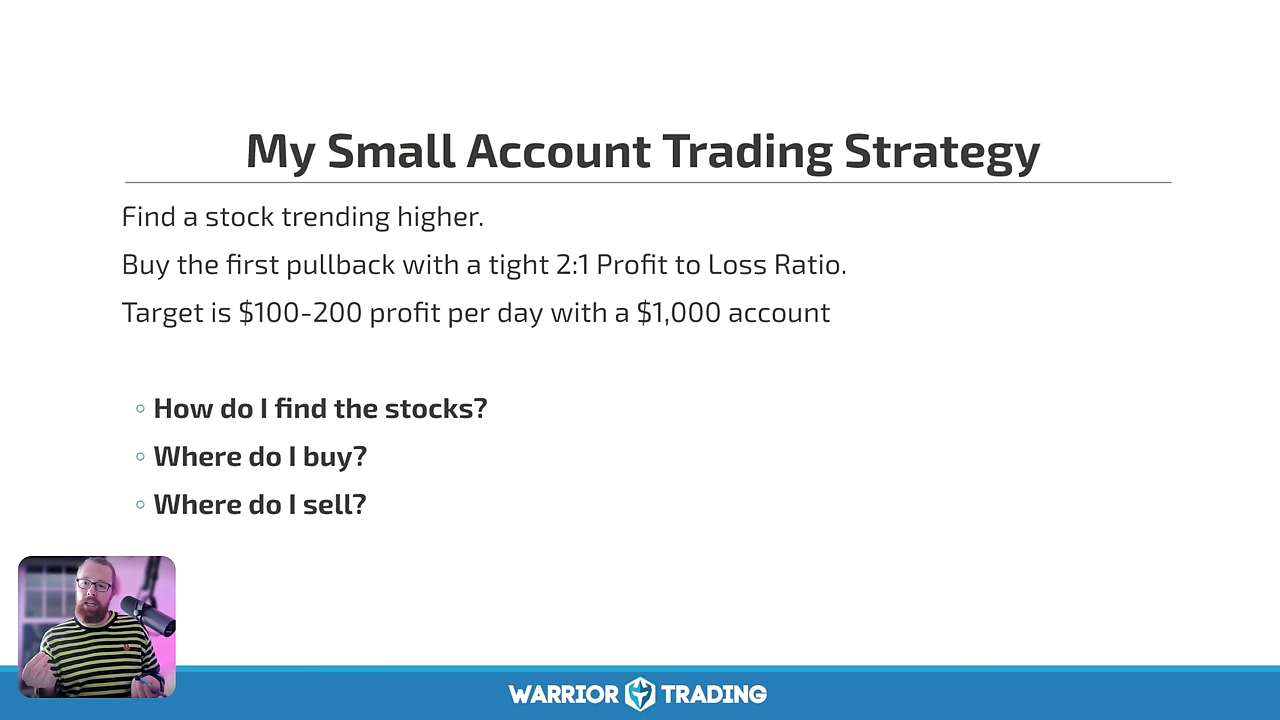 My Small Account Trading Strategy
Find a stock trending higher.
Buy the first pullback with a tight 2:1 Profit to Loss Ratio.
Target is $100-200 profit per day with a $1,000 account
◦ How do I find the stocks?
◦ Where do I buy?
◦ Where do I sell?
WARRIOR TRADING